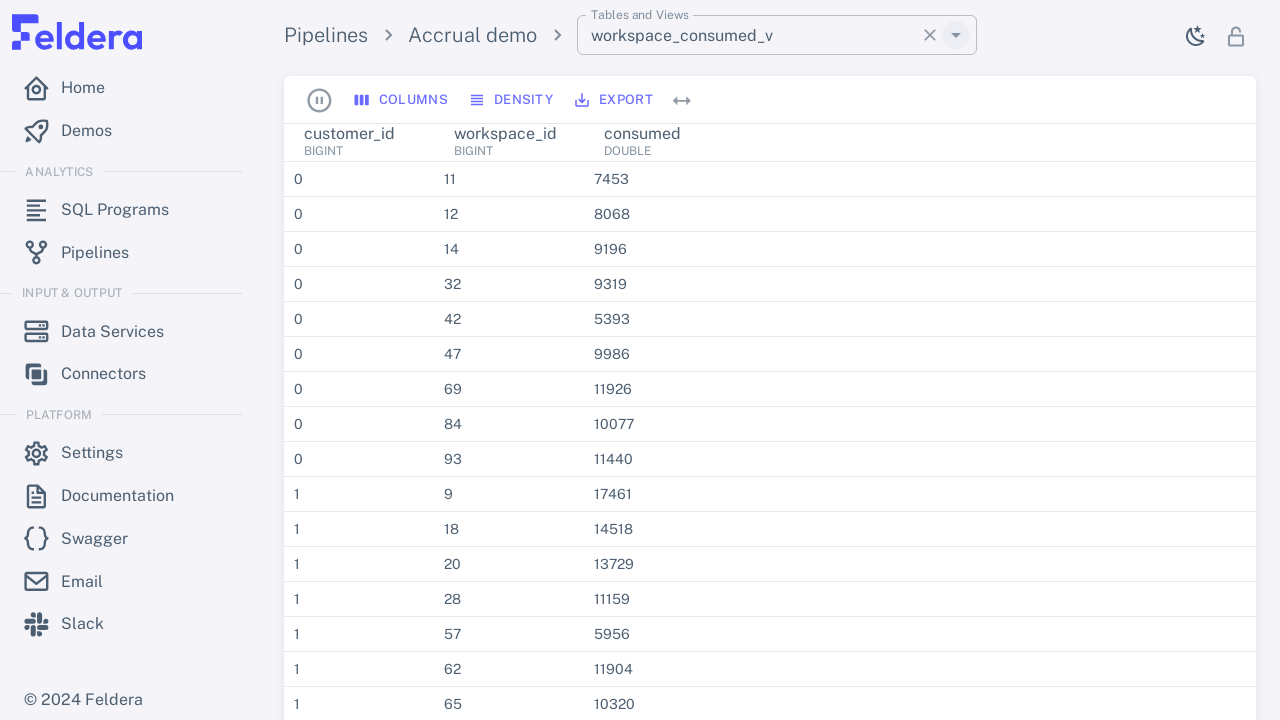 Feldera
Home
Demos
ANALYTICS
SQL Programs
Pipelines
INPUT & OUTPUT
Data Services
Connectors
PLATFORM
Settings
Documentation
Swagger
Email
Slack
© 2024 Feldera
Pipelines > Accrual demo >
Tables and Views
workspace_consumed_v
COLUMNS DENSITY EXPORT
customer_id workspace_id consumed
BIGINT BIGINT DOUBLE
0 11 7453
0 12 8068
0 14 9196
0 32 9319
0 42 5393
0 47 9986
0 69 11926
0 84 10077
0 93 11440
1 9 17461
1 18 14518
1 20 13729
1 28 11159
1 57 5956
1 62 11904
1 65 10320